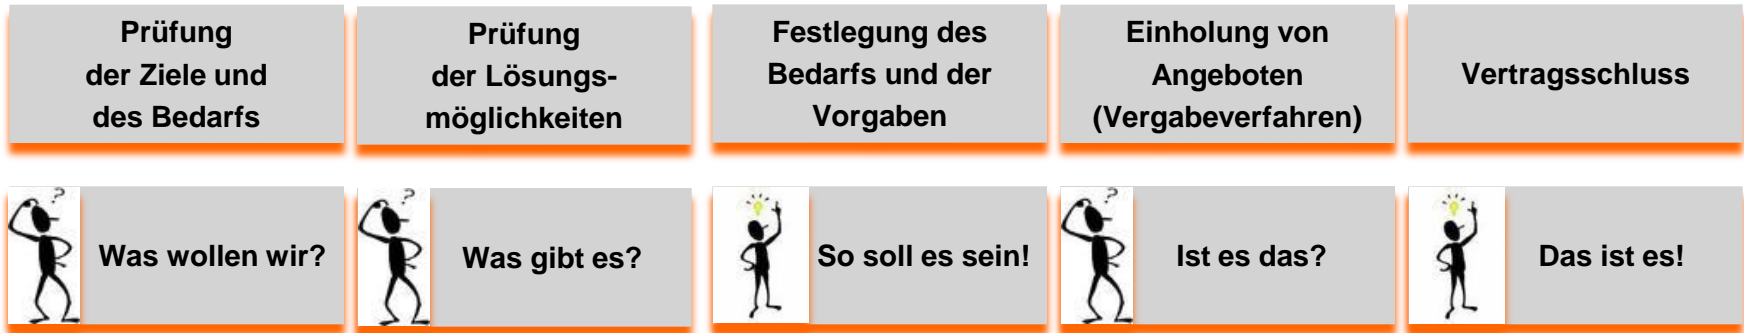 Prüfung
der Ziele und
des Bedarfs
Prüfung
der Lösungs-
möglichkeiten
Festlegung des
Bedarfs und der
Vorgaben
Einholung von
Angeboten
(Vergabeverfahren)
Vertragsschluss
?
Was wollen wir?
?
Was gibt es?
So soll es sein!
?
Ist es das?
Das ist es!